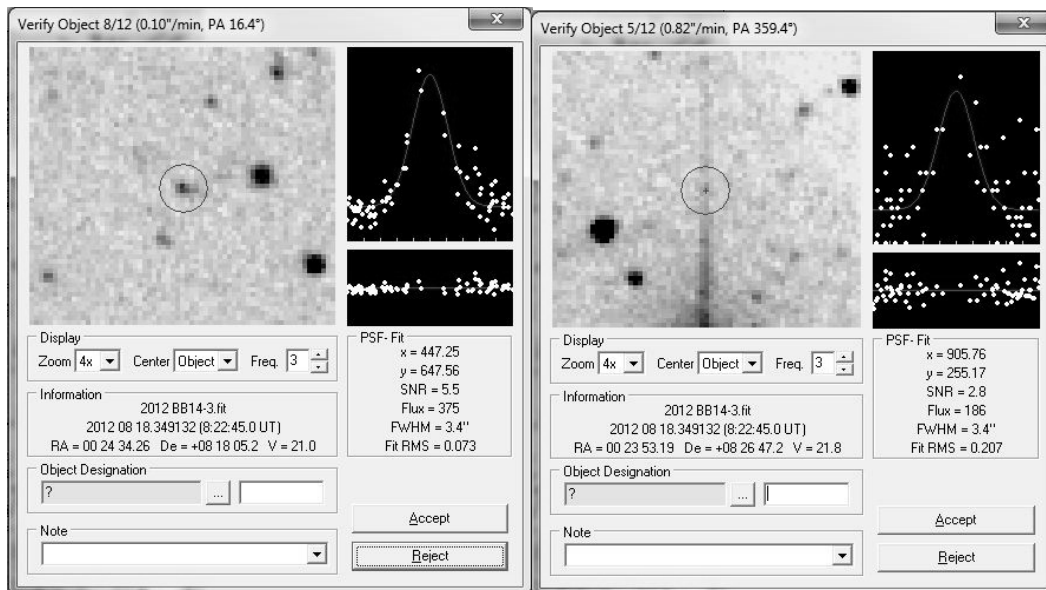 Verify Object 8/12 (0.10"/min, PA 16.4°)
Display
Zoom 4x Center Object Freq. 3
Information
2012 BB14-3.fit
2012 08 18.349132 (8:22:45.0 UT)
RA = 00 24 34.26 De = +08 18 05.2 V = 21.0
Object Designation
? ...
Note
PSF- Fit
x = 447.25
y = 647.56
SNR = 5.5
Flux = 375
FWHM = 3.4''
Fit RMS = 0.073
Accept
Reject
Verify Object 5/12 (0.82"/min, PA 359.4°)
Display
Zoom 4x Center Object Freq. 3
Information
2012 BB14-3.fit
2012 08 18.349132 (8:22:45.0 UT)
RA = 00 23 53.19 De = +08 26 47.2 V = 21.8
Object Designation
? ...
Note
PSF- Fit
x = 905.76
y = 255.17
SNR = 2.8
Flux = 186
FWHM = 3.4''
Fit RMS = 0.207
Accept
Reject